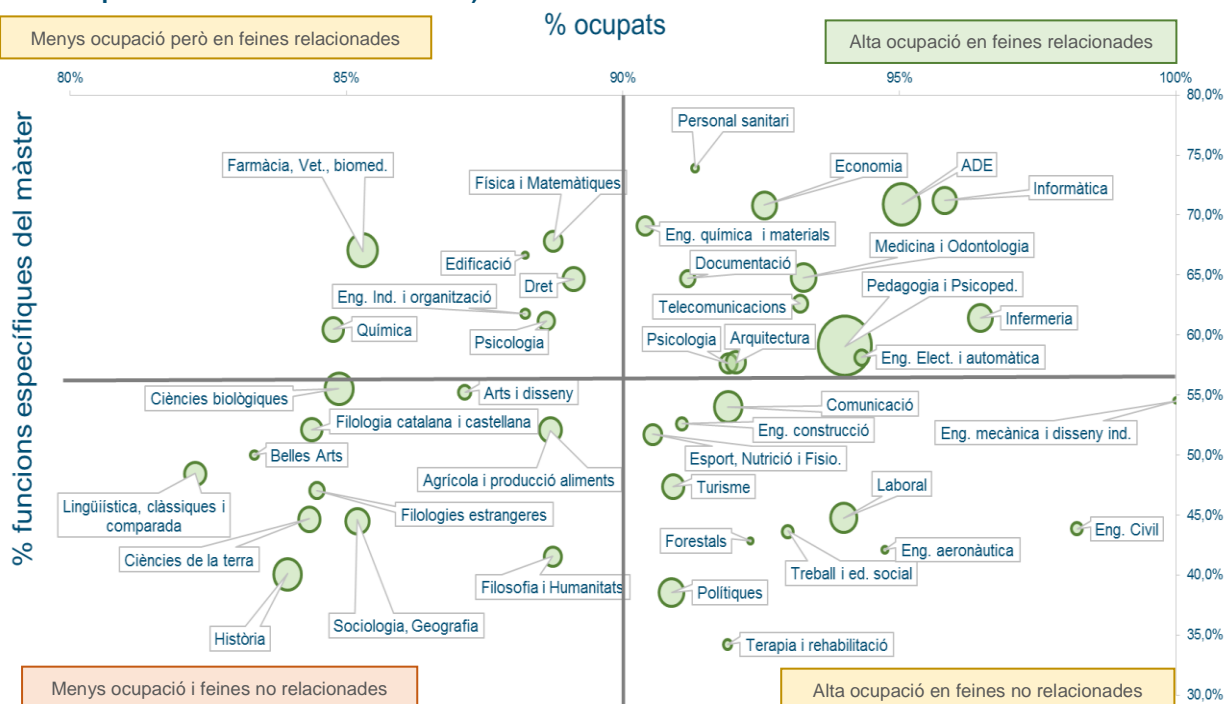 % ocupats
Menys ocupació però en feines relacionades
Alta ocupació en feines relacionades
80%
85%
90%
95%
100%
80,0%
75,0%
70,0%
65,0%
60,0%
55,0%
50,0%
45,0%
40,0%
35,0%
30,0%
% funcions específiques del màster
Personal sanitari
Farmàcia, Vet., biomed.
Economia
ADE
Física i Matemàtiques
Informàtica
Eng. química i materials
Medicina i Odontologia
Edificació
Documentació
Dret
Pedagogia i Psicoped.
Eng. Ind. i organització
Telecomunicacions
Infermeria
Química
Psicologia
Psicologia
Arquitectura
Eng. Elect. i automàtica
Ciències biològiques
Arts i disseny
Comunicació
Filologia catalana i castellana
Eng. construcció
Eng. mecànica i disseny ind.
Belles Arts
Esport, Nutrició i Fisio.
Agrícola i producció aliments
Turisme
Laboral
Lingüística, clàssiques i
comparada
Filologies estrangeres
Eng. Civil
Forestals
Eng. aeronàutica
Ciències de la terra
Treball i ed. social
Filosofia i Humanitats
Polítiques
Sociologia, Geografia
Història
Terapia i rehabilitació
Menys ocupació i feines no relacionades
Alta ocupació en feines no relacionades